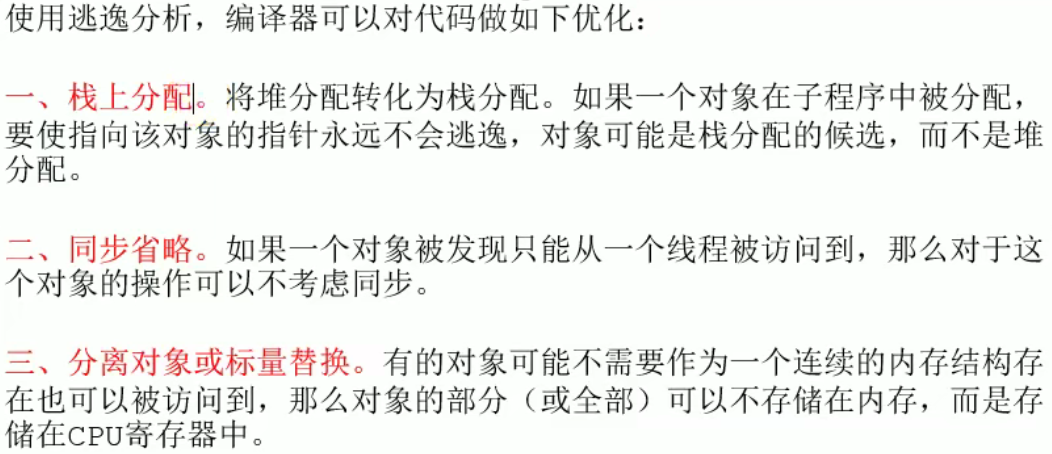 使用逃逸分析，编译器可以对代码做如下优化：
一、栈上分配。将堆分配转化为栈分配。如果一个对象在子程序中被分配，
要使指向该对象的指针永远不会逃逸，对象可能是栈分配的候选，而不是堆
分配。
二、同步省略。如果一个对象被发现只能从一个线程被访问到，那么对于这
个对象的操作可以不考虑同步。
三、分离对象或标量替换。有的对象可能不需要作为一个连续的内存结构存
在也可以被访问到，那么对象的部分（或全部）可以不存储在内存，而是存
储在CPU寄存器中。